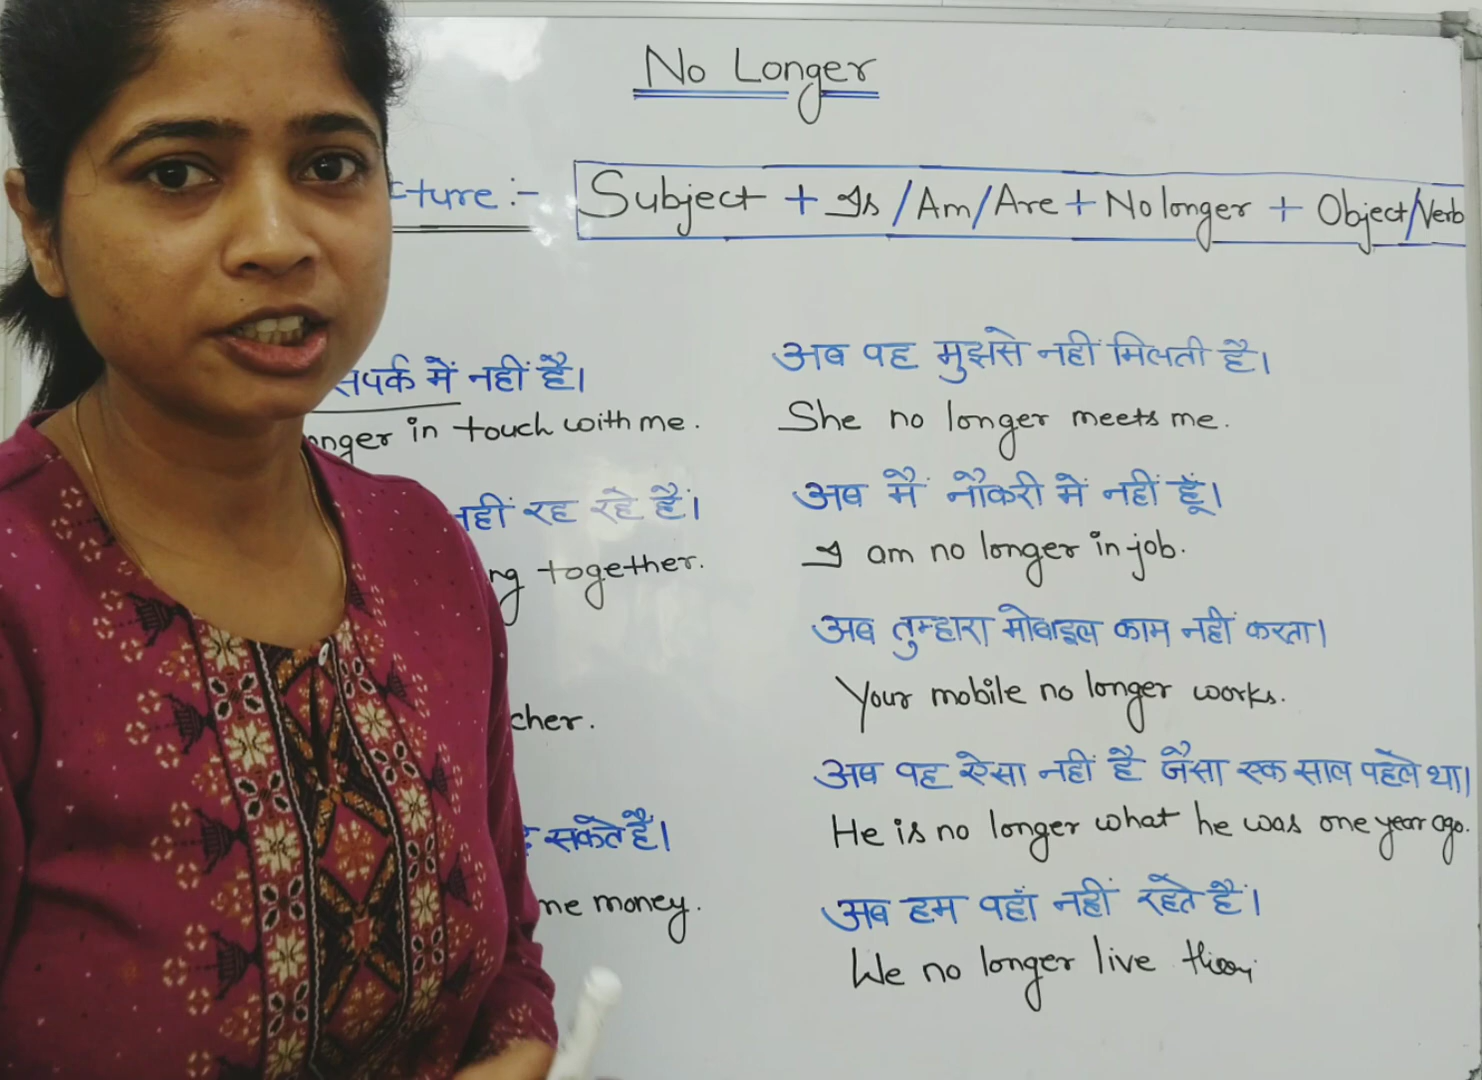 No Longer
cture :- Subject + Is / Am / Are + No longer + Object/Verb
संपर्क में नहीं है।
onger in touch with me.
नहीं रह रहे हैं।
ng together.
cher.
सकते हैं।
me money.
अब वह मुझसे नहीं मिलती है।
She no longer meets me.
अब मैं नौकरी में नहीं हूँ।
I am no longer in job.
अब तुम्हारा मोबाइल काम नहीं करता।
Your mobile no longer works.
अब वह ऐसा नहीं है जैसा एक साल पहले था।
He is no longer what he was one year ago.
अब हम वहाँ नहीं रहते हैं।
We no longer live